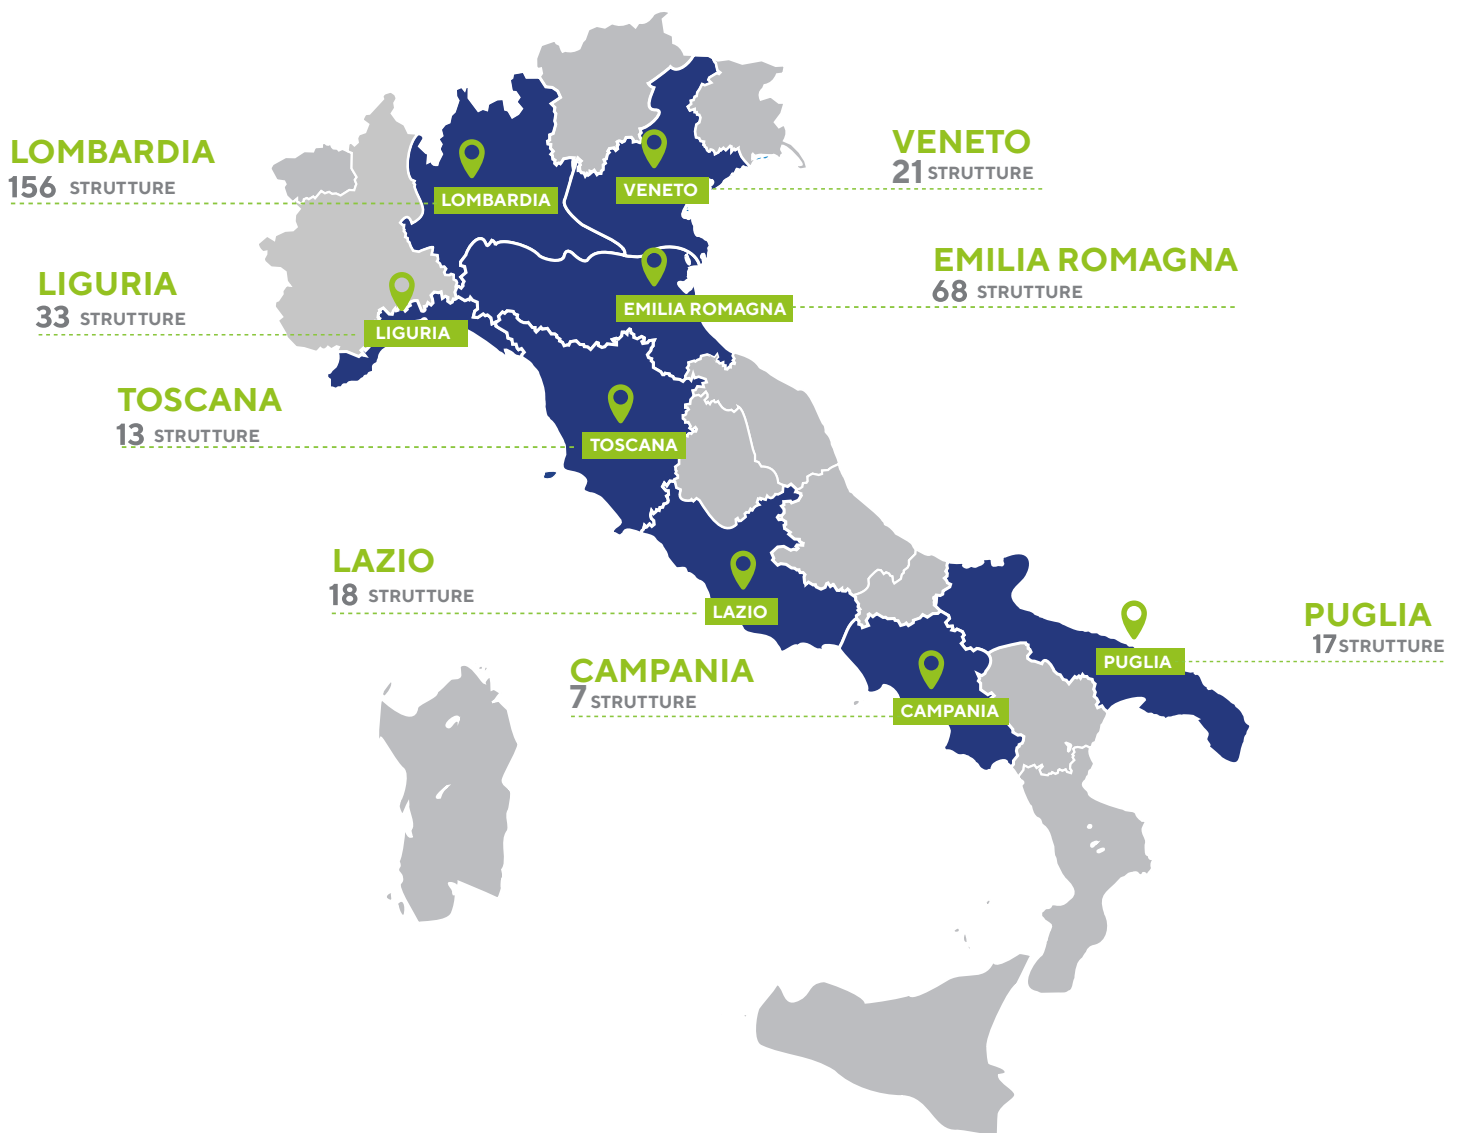 LOMBARDIA
156 STRUTTURE
LOMBARDIA
VENETO
VENETO
21 STRUTTURE
LIGURIA
33 STRUTTURE
LIGURIA
EMILIA ROMAGNA
EMILIA ROMAGNA
68 STRUTTURE
TOSCANA
13 STRUTTURE
TOSCANA
LAZIO
18 STRUTTURE
LAZIO
PUGLIA
PUGLIA
17 STRUTTURE
CAMPANIA
7 STRUTTURE
CAMPANIA